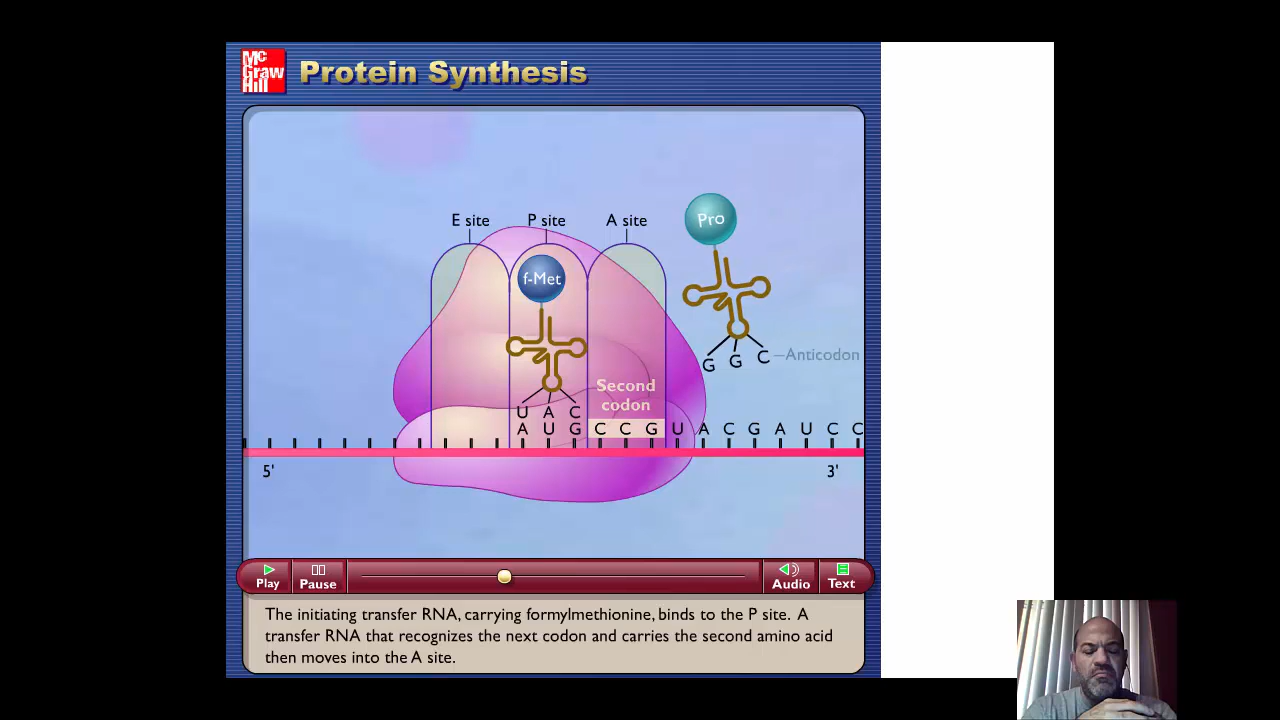 Mc
Graw
Hill
Protein Synthesis
E site
P site
A site
Pro
f-Met
G G C
Anticodon
Second
codon
U A C
A U G C C G U A C G A U C C
5'
3'
Play
Pause
Audio
Text
The initiating transfer RNA, carrying formylmethionine, binds to the P site. A
transfer RNA that recognizes the next codon and carries the second amino acid
then moves into the A site.